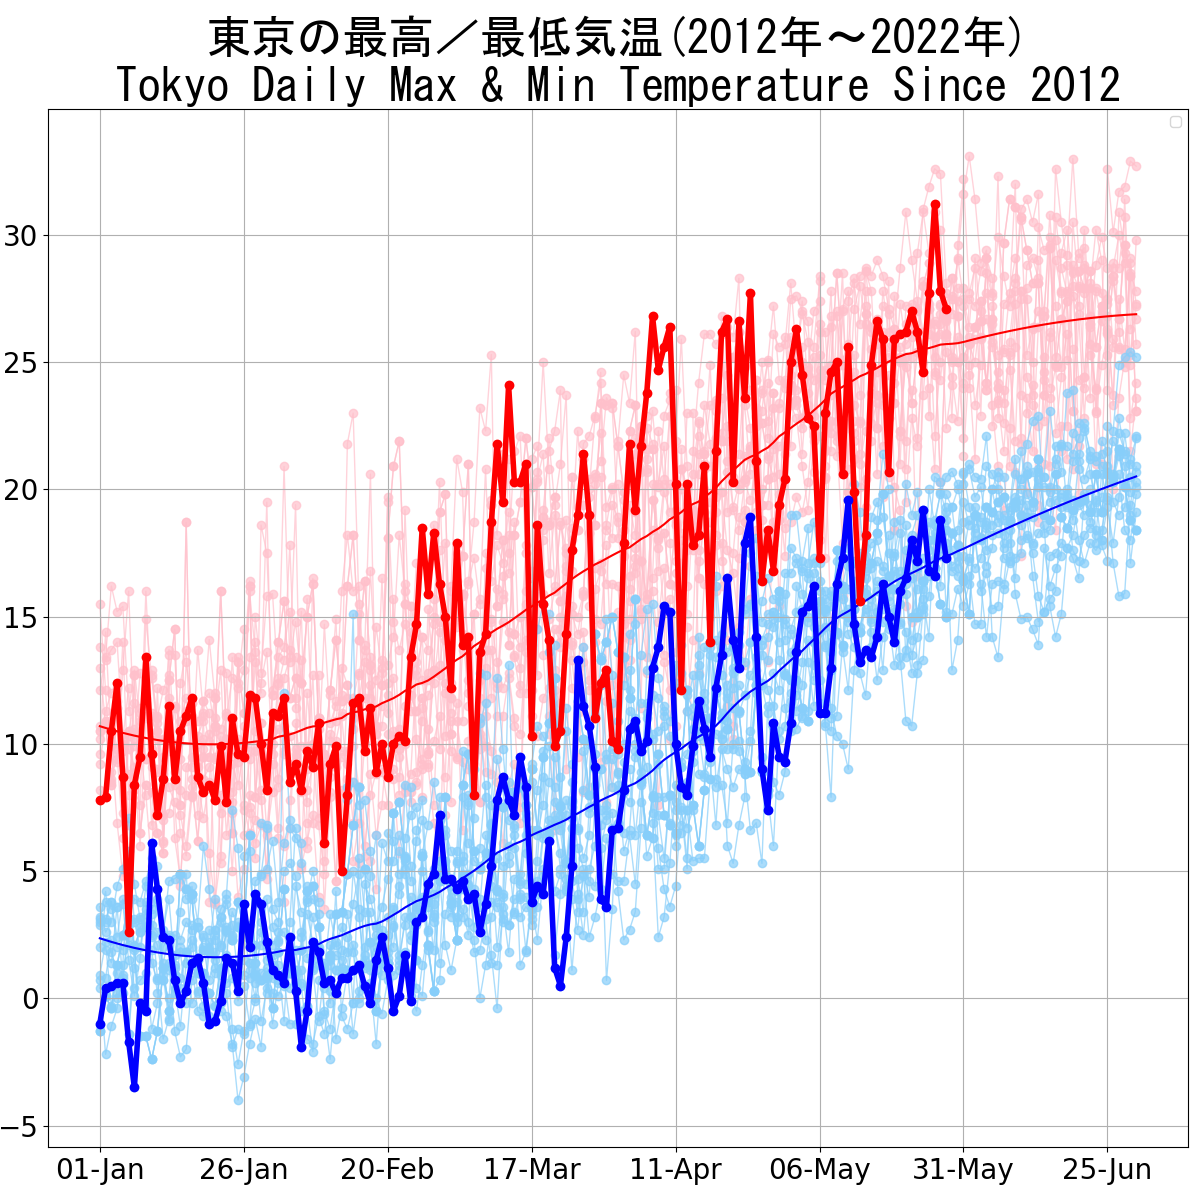 東京の最高／最低気温(2012年～2022年)
Tokyo Daily Max & Min Temperature Since 2012
30
25
20
15
10
5
0
−5
01-Jan 26-Jan 20-Feb 17-Mar 11-Apr 06-May 31-May 25-Jun